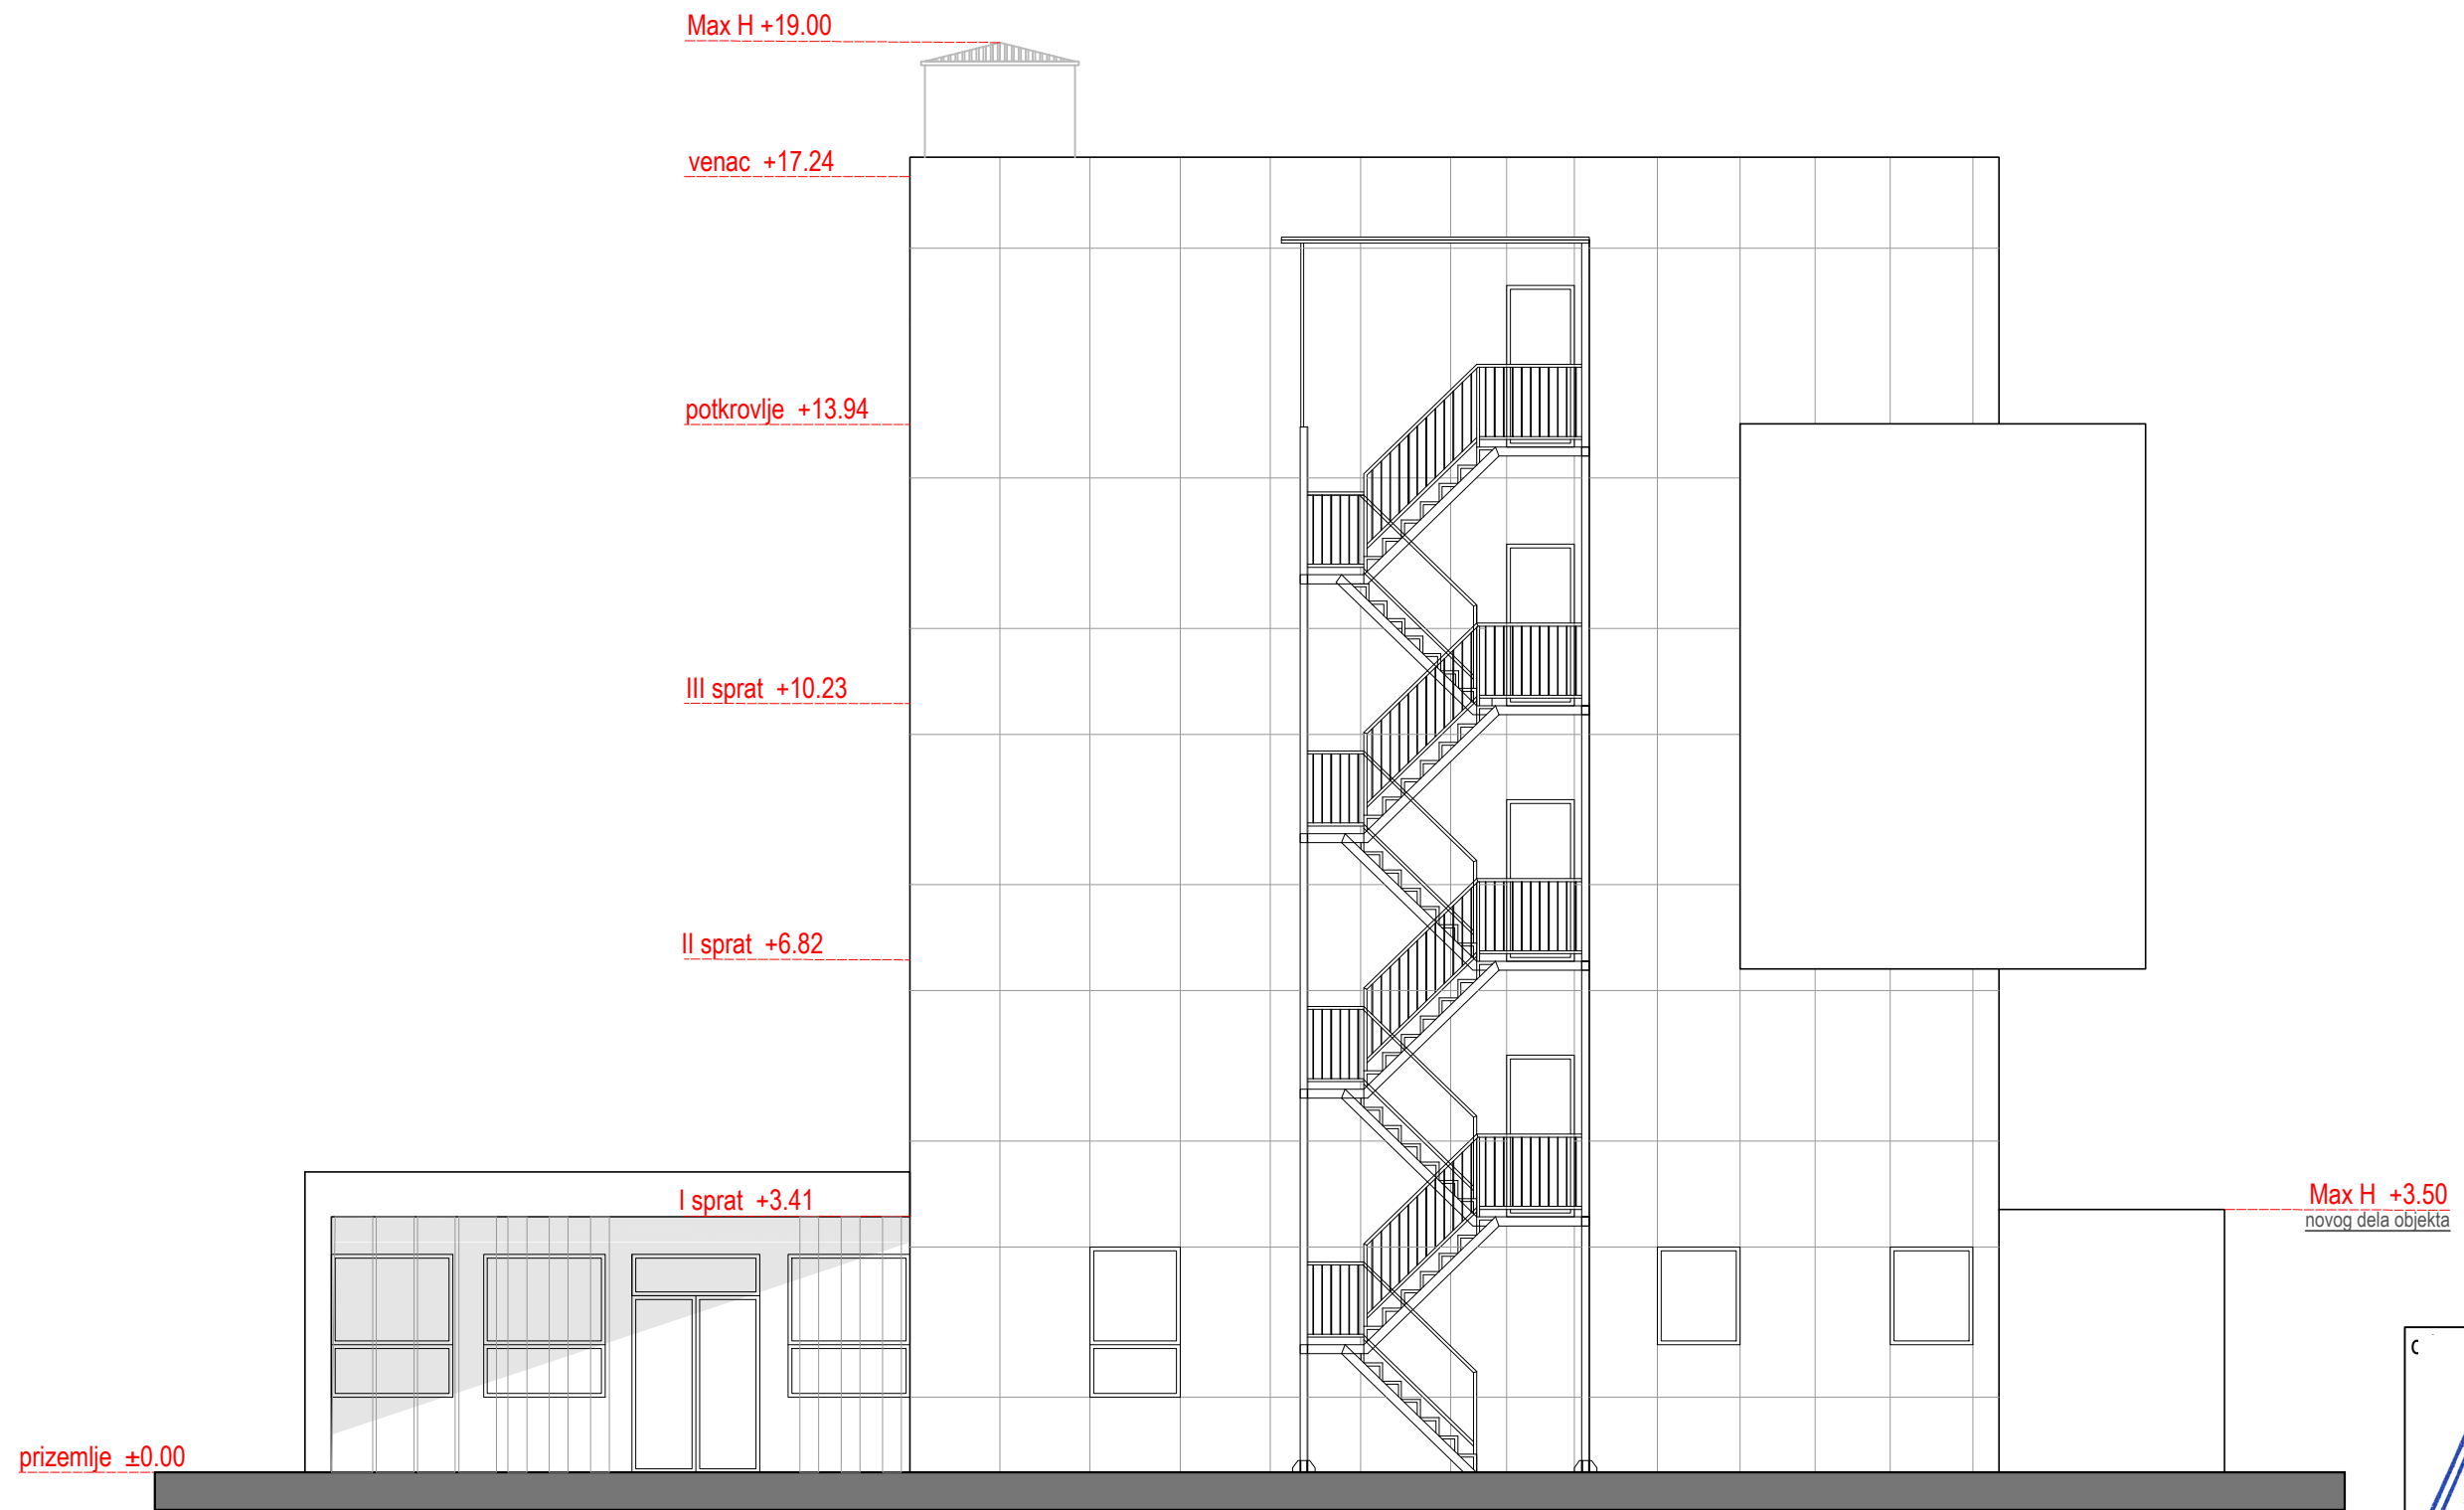 Max H +19.00
venac +17.24
potkrovlje +13.94
III sprat +10.23
II sprat +6.82
I sprat +3.41
Max H +3.50
novog dela objekta
prizemlje ±0.00